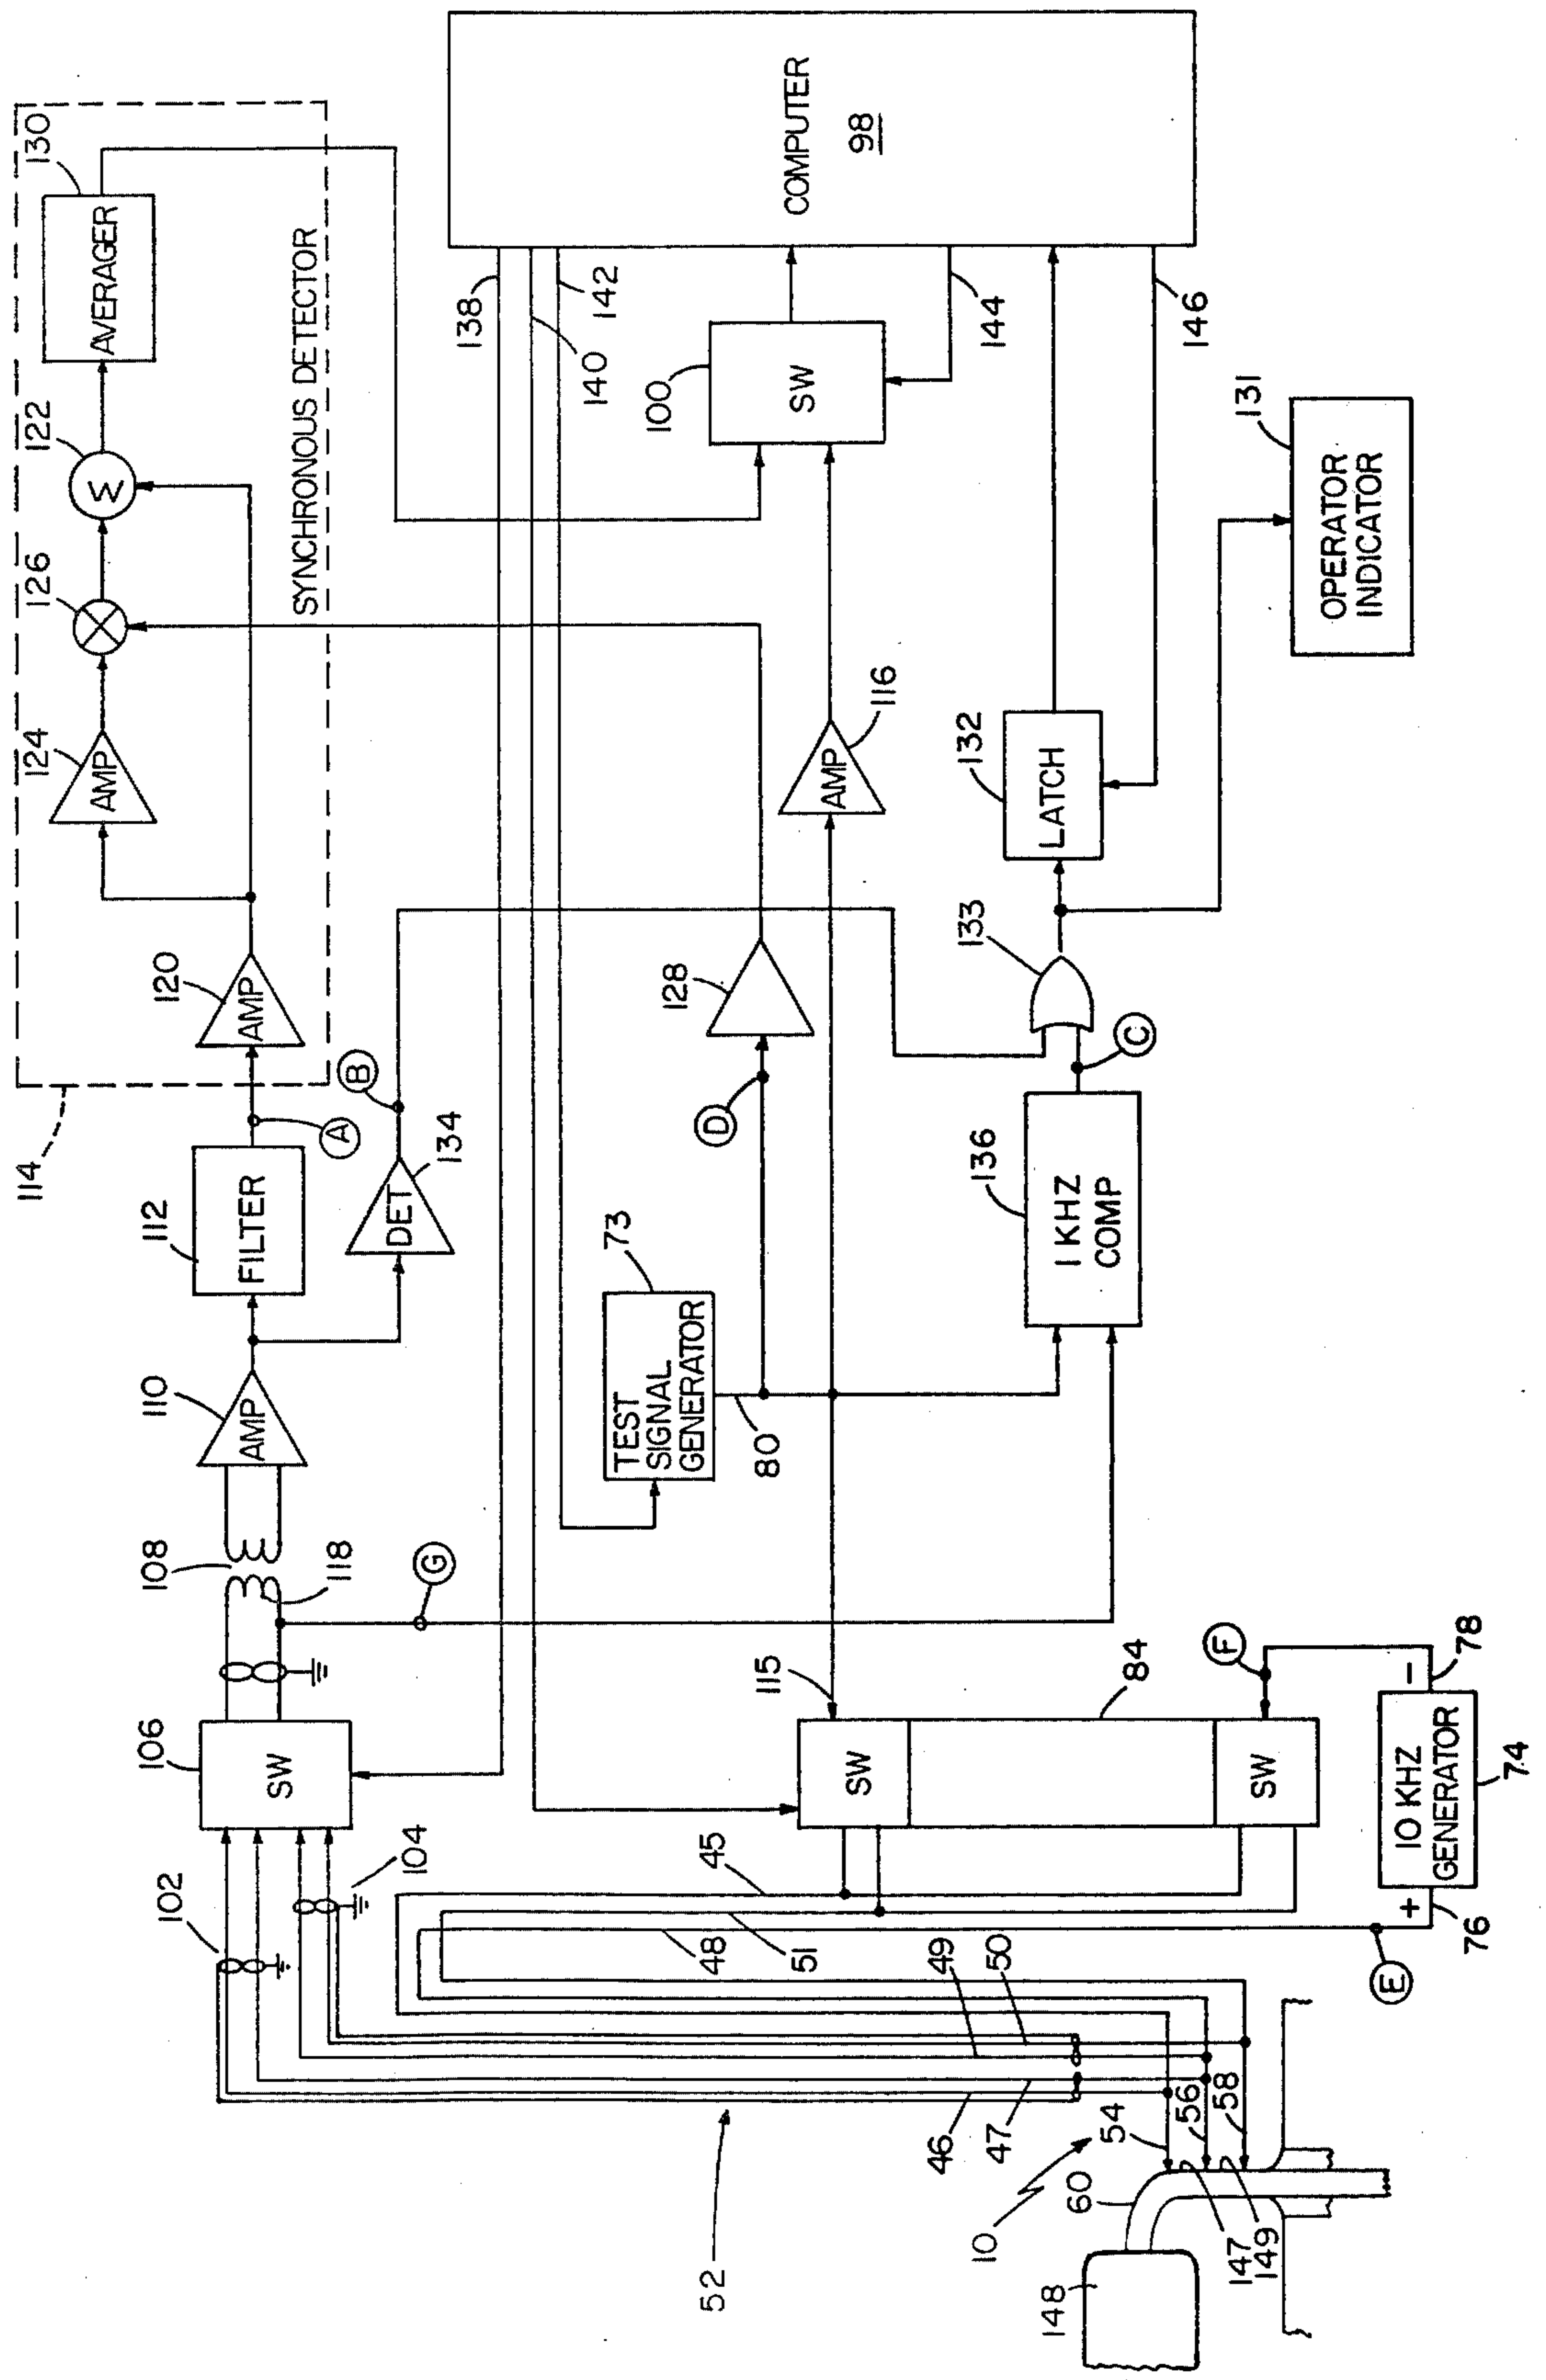 130
AVERAGER
122
Σ
126
124
AMP
SYNCHRONOUS DETECTOR
120
AMP
114
A
112
FILTER
B
134
DET
110
AMP
108
118
G
106
SW
102
104
COMPUTER
98
138
140
142
100
SW
144
146
131
OPERATOR
INDICATOR
116
AMP
132
LATCH
133
128
D
C
136
1 KHZ
COMP
73
TEST
SIGNAL
GENERATOR
80
115
84
SW
SW
F
78
−
10 KHZ
GENERATOR
74
+
76
E
45
51
48
49
50
46
47
52
54
56
58
10
60
147
149
148